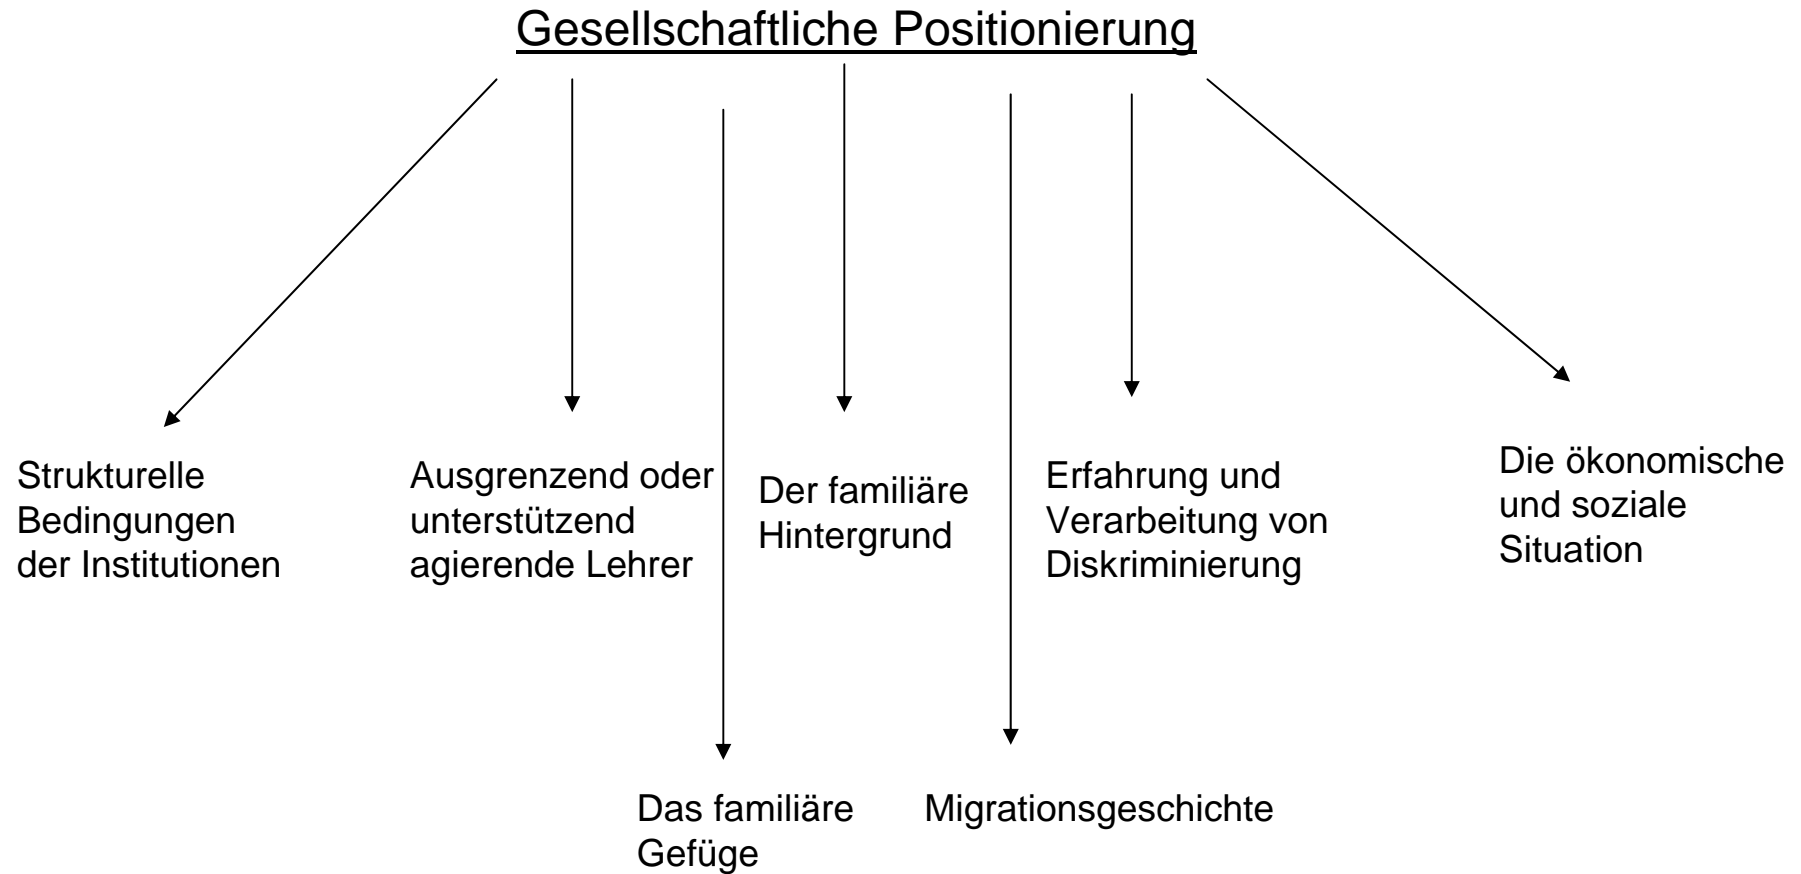 Gesellschaftliche Positionierung
Strukturelle
Bedingungen
der Institutionen
Ausgrenzend oder
unterstützend
agierende Lehrer
Der familiäre
Hintergrund
Erfahrung und
Verarbeitung von
Diskriminierung
Die ökonomische
und soziale
Situation
Das familiäre
Gefüge
Migrationsgeschichte